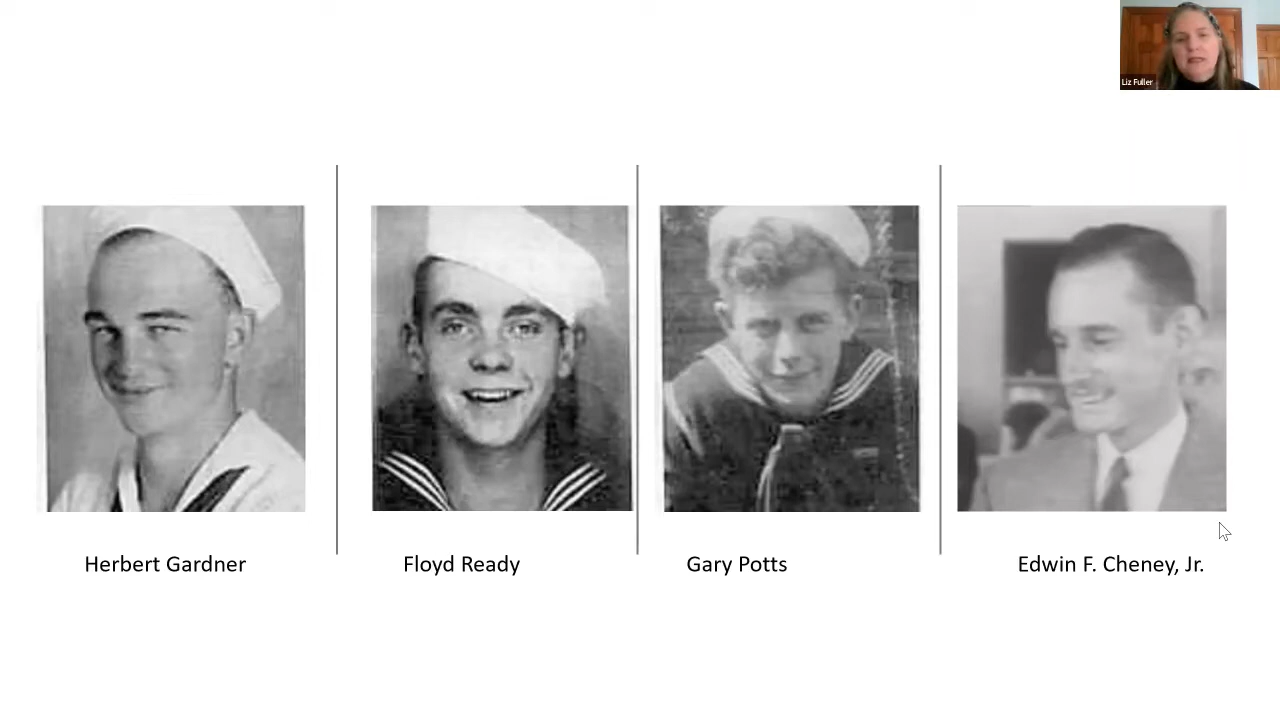 Liz Fuller
Herbert Gardner
Floyd Ready
Gary Potts
Edwin F. Cheney, Jr.